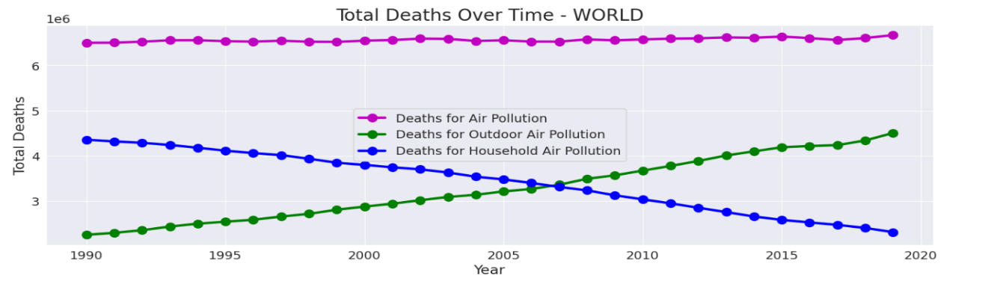 Total Deaths Over Time - WORLD
1e6
6
5
4
3
Total Deaths
Deaths for Air Pollution
Deaths for Outdoor Air Pollution
Deaths for Household Air Pollution
1990 1995 2000 2005 2010 2015 2020
Year